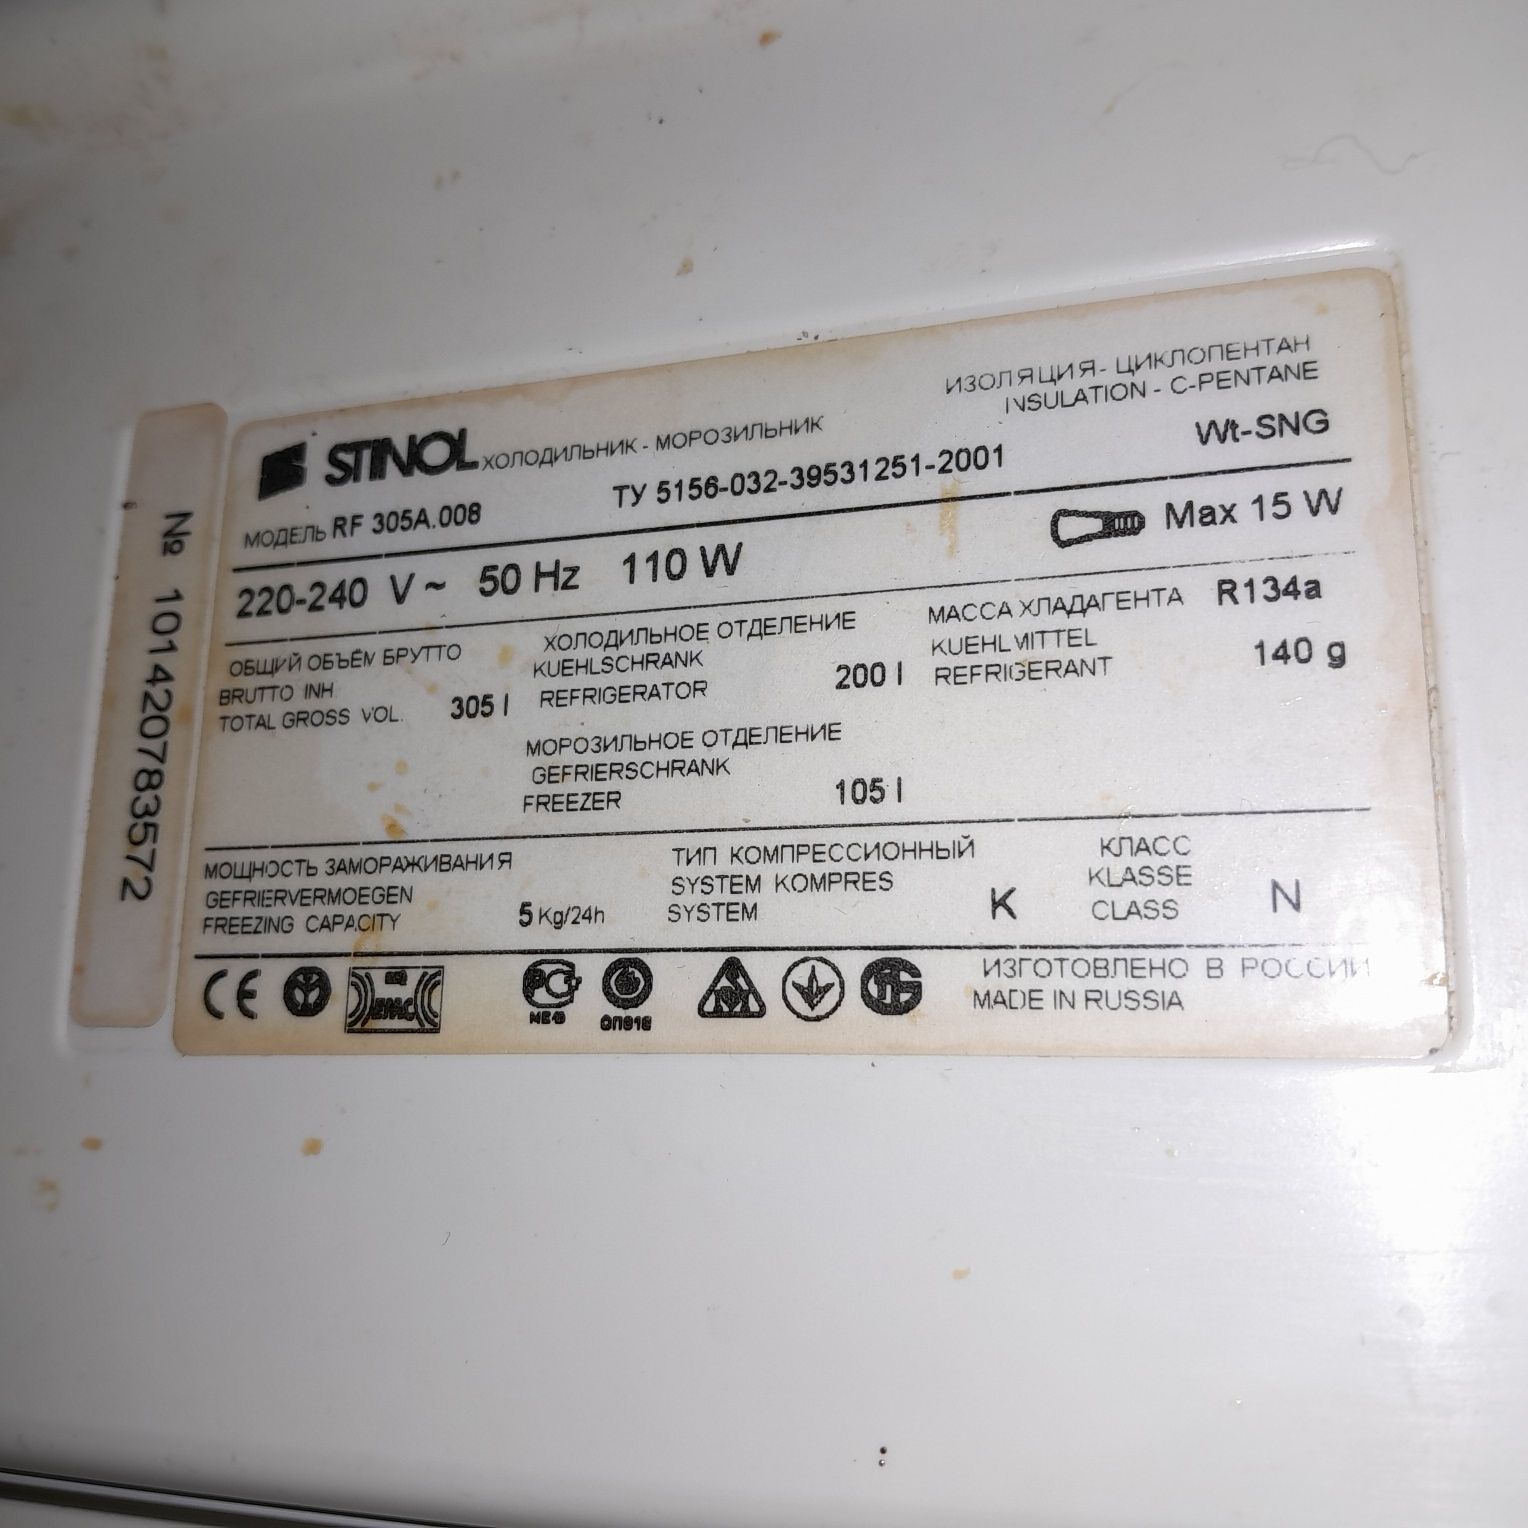 № 101420783572
STINOL ХОЛОДИЛЬНИК - МОРОЗИЛЬНИК
ИЗОЛЯЦИЯ - ЦИКЛОПЕНТАН
INSULATION - C-PENTANE
МОДЕЛЬ RF 305A.008
ТУ 5156-032-39531251-2001
Wt-SNG
220-240 V ~ 50 Hz 110 W
Max 15 W
ОБЩИЙ ОБЪЁМ БРУТТО
BRUTTO INH
TOTAL GROSS VOL. 305 l
ХОЛОДИЛЬНОЕ ОТДЕЛЕНИЕ
KUEHLSCHRANK
REFRIGERATOR 200 l
МАССА ХЛАДАГЕНТА R134a
KUEHLMITTEL
REFRIGERANT 140 g
МОРОЗИЛЬНОЕ ОТДЕЛЕНИЕ
GEFRIERSCHRANK
FREEZER 105 l
МОЩНОСТЬ ЗАМОРАЖИВАНИЯ
GEFRIERVERMOEGEN
FREEZING CAPACITY 5 Kg/24h
ТИП КОМПРЕССИОННЫЙ
SYSTEM KOMPRES
SYSTEM K
КЛАСС
KLASSE
CLASS N
CE
РСТ
МЕ10
ОП018
ИЗГОТОВЛЕНО В РОССИИ
MADE IN RUSSIA